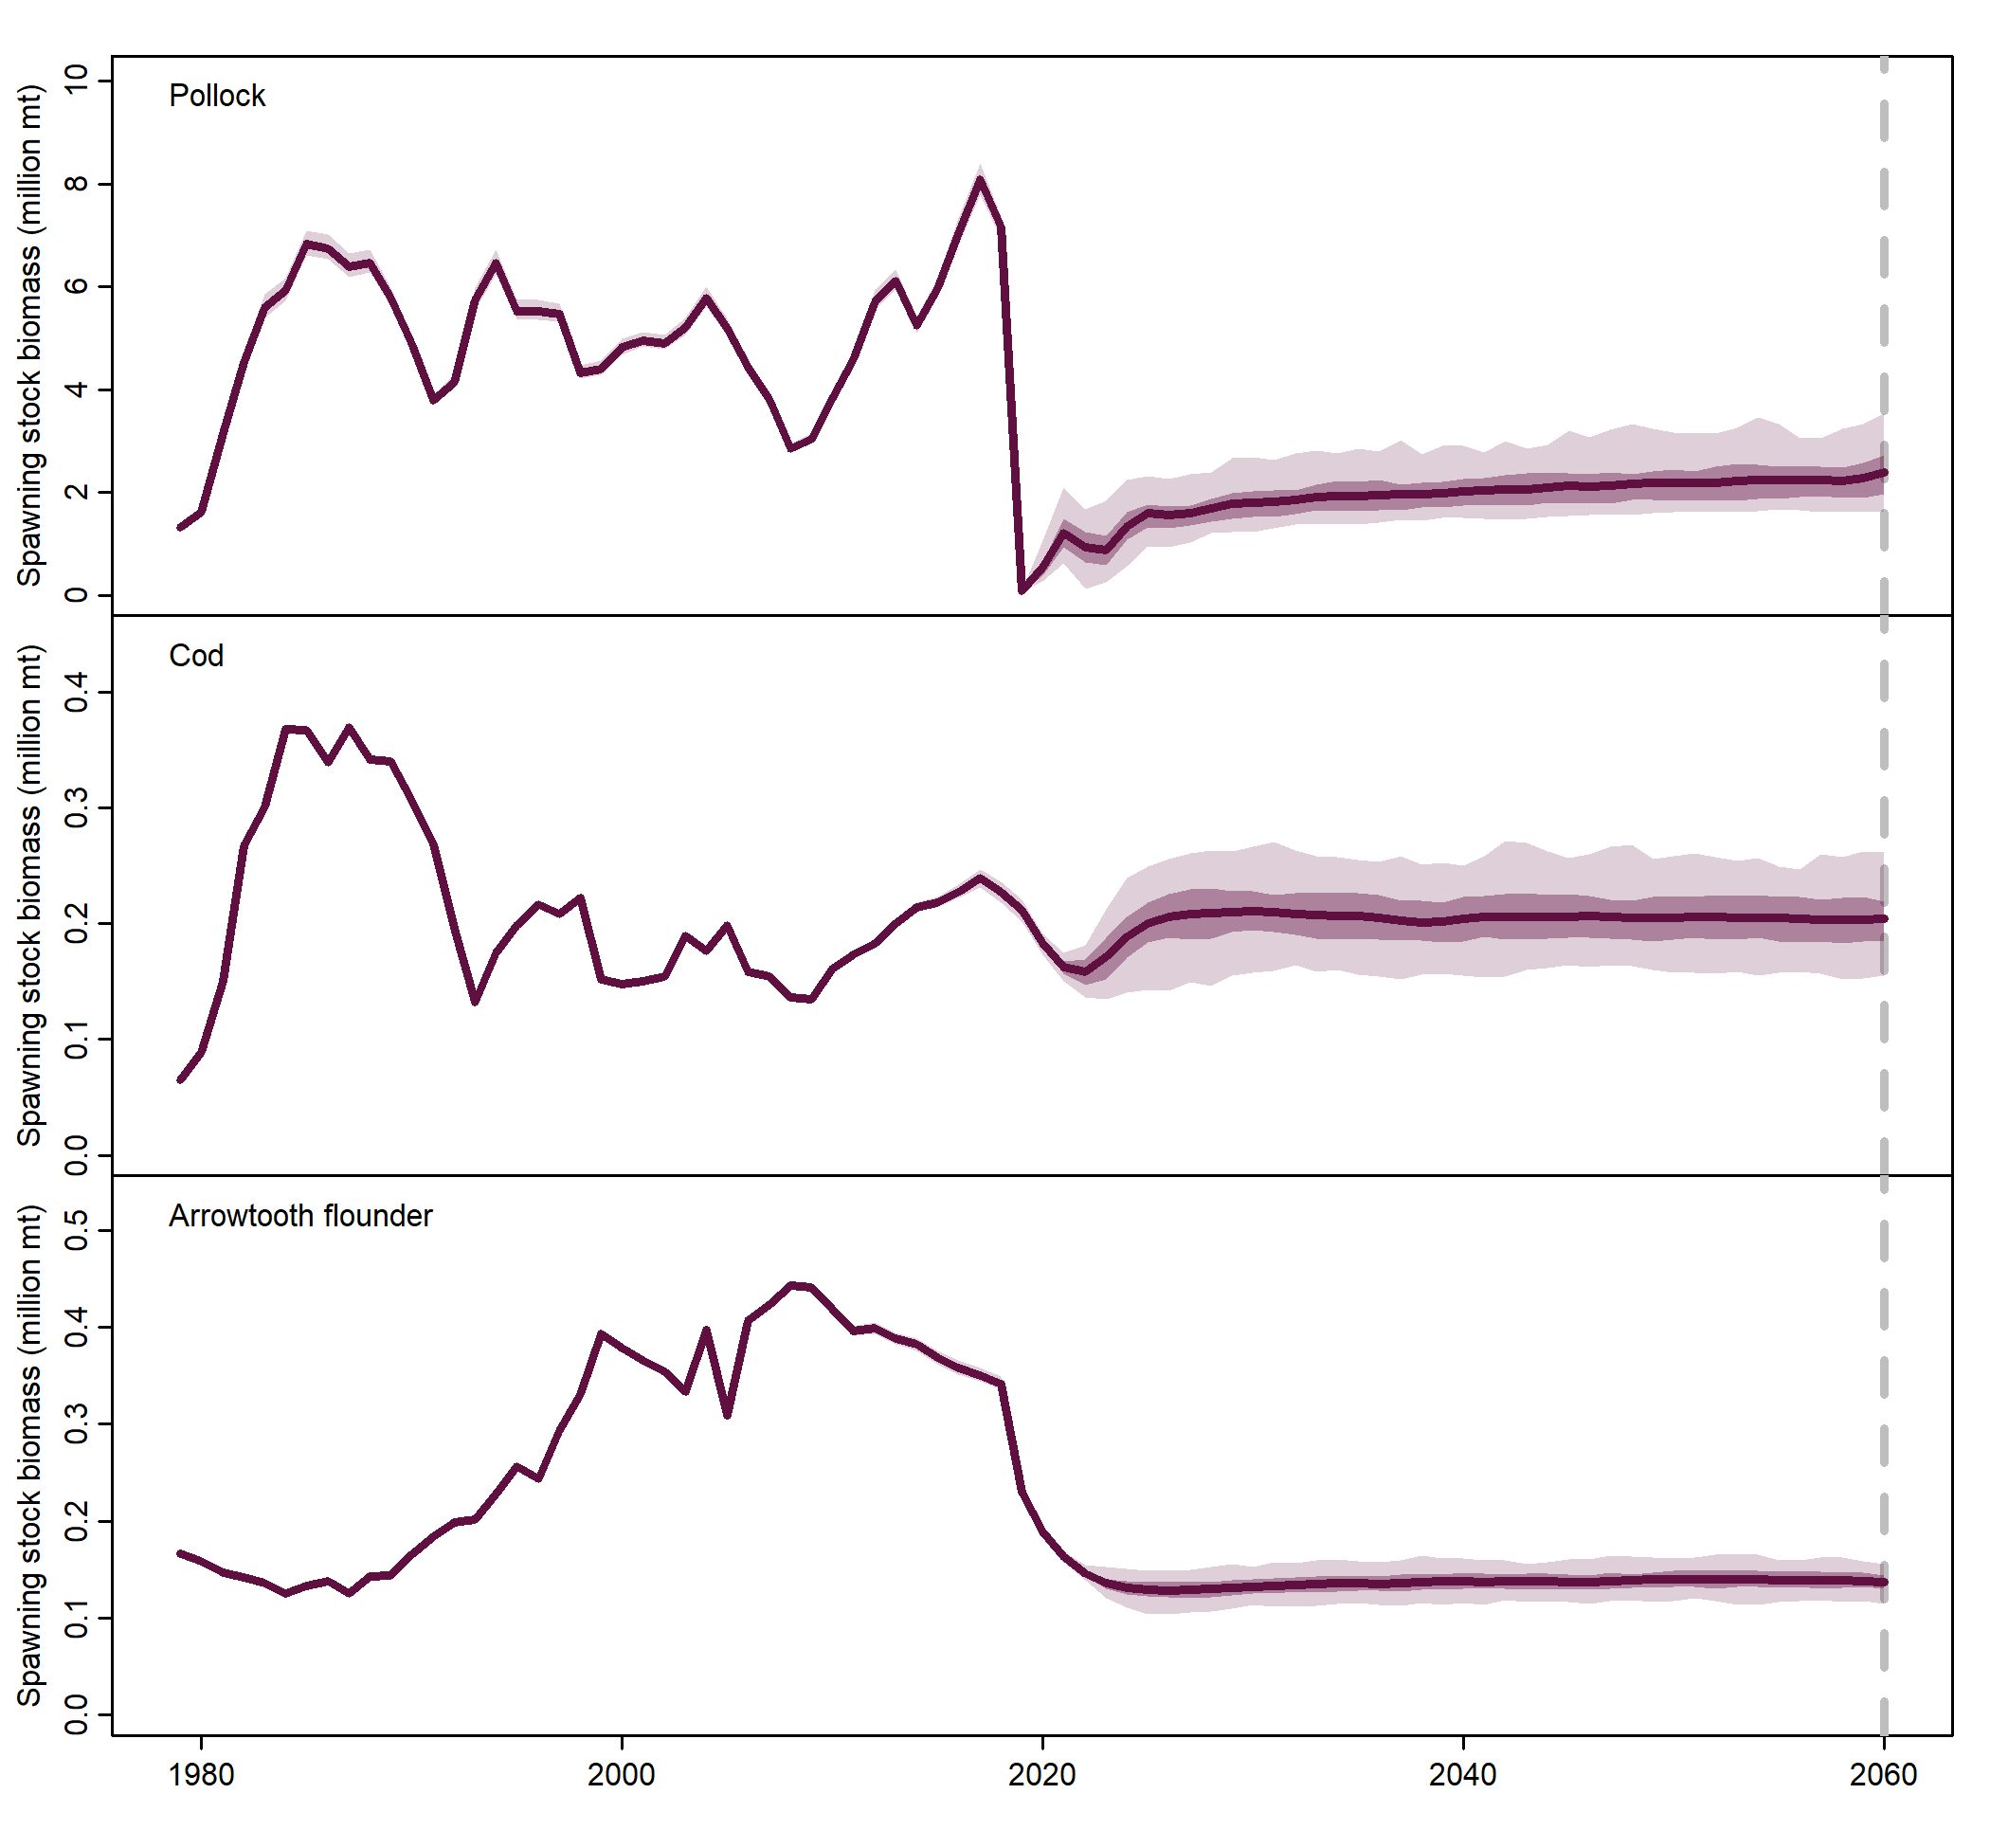 Pollock
Spawning stock biomass (million mt)
10
8
6
4
2
0
Cod
Spawning stock biomass (million mt)
0.4
0.3
0.2
0.1
0.0
Arrowtooth flounder
Spawning stock biomass (million mt)
0.5
0.4
0.3
0.2
0.1
0.0
1980 2000 2020 2040 2060